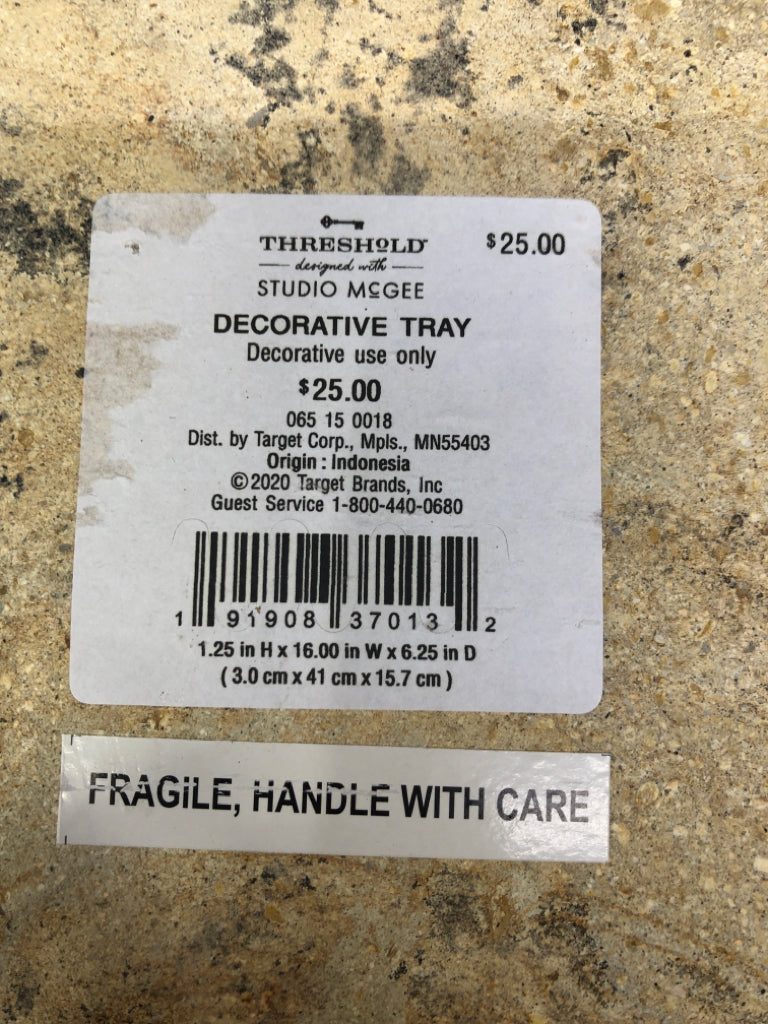 THRESHOLD
$25.00
designed with
STUDIO McGEE
DECORATIVE TRAY
Decorative use only
$25.00
065 15 0018
Dist. by Target Corp., Mpls., MN55403
Origin : Indonesia
©2020 Target Brands, Inc
Guest Service 1-800-440-0680
1 91908 37013 2
1.25 in H x 16.00 in W x 6.25 in D
( 3.0 cm x 41 cm x 15.7 cm )
FRAGILE, HANDLE WITH CARE